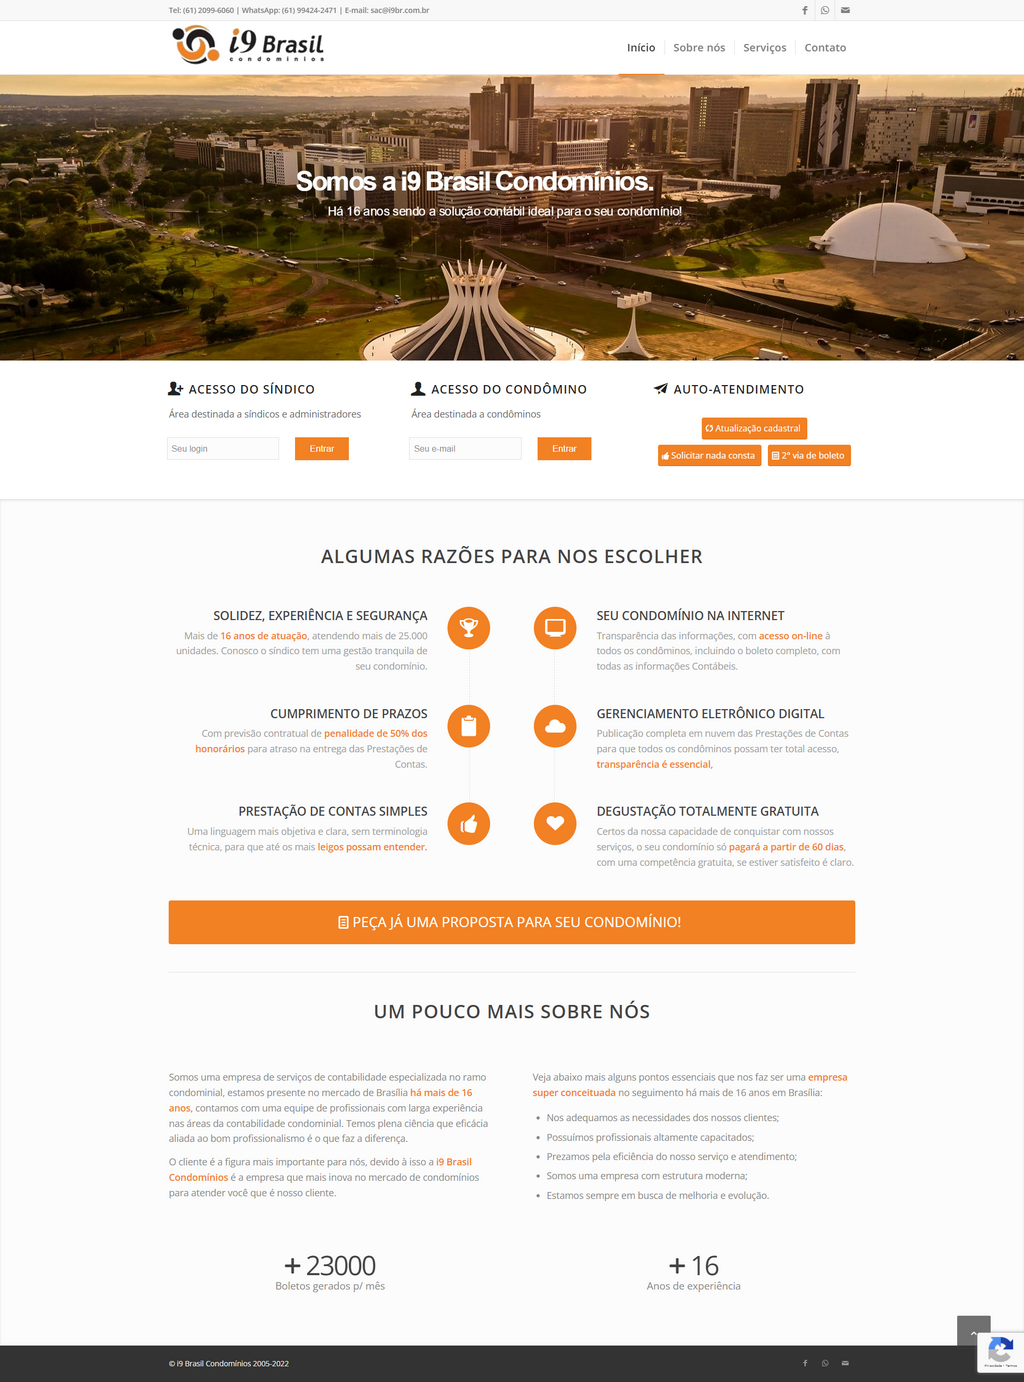 Tel: (61) 2099-6060 | WhatsApp: (61) 99424-2471 | E-mail: sac@i9br.com.br
i9 Brasil
condomínios
Início
Sobre nós
Serviços
Contato
Somos a i9 Brasil Condomínios.
Há 16 anos sendo a solução contábil ideal para o seu condomínio!
ACESSO DO SÍNDICO
Área destinada a síndicos e administradores
Seu login
Entrar
ACESSO DO CONDÔMINO
Área destinada a condôminos
Seu e-mail
Entrar
AUTO-ATENDIMENTO
Atualização cadastral
Solicitar nada consta
2ª via de boleto
ALGUMAS RAZÕES PARA NOS ESCOLHER
SOLIDEZ, EXPERIÊNCIA E SEGURANÇA
Mais de 16 anos de atuação, atendendo mais de 25.000
unidades. Conosco o síndico tem uma gestão tranquila de
seu condomínio.
CUMPRIMENTO DE PRAZOS
Com previsão contratual de penalidade de 50% dos
honorários para atraso na entrega das Prestações de
Contas.
PRESTAÇÃO DE CONTAS SIMPLES
Uma linguagem mais objetiva e clara, sem terminologia
técnica, para que até os mais leigos possam entender.
SEU CONDOMÍNIO NA INTERNET
Transparência das informações, com acesso on-line à
todos os condôminos, incluindo o boleto completo, com
todas as informações Contábeis.
GERENCIAMENTO ELETRÔNICO DIGITAL
Publicação completa em nuvem das Prestações de Contas
para que todos os condôminos possam ter total acesso,
transparência é essencial,
DEGUSTAÇÃO TOTALMENTE GRATUITA
Certos da nossa capacidade de conquistar com nossos
serviços, o seu condomínio só pagará a partir de 60 dias,
com uma competência gratuita, se estiver satisfeito é claro.
PEÇA JÁ UMA PROPOSTA PARA SEU CONDOMÍNIO!
UM POUCO MAIS SOBRE NÓS
Somos uma empresa de serviços de contabilidade especializada no ramo
condominial, estamos presente no mercado de Brasília há mais de 16
anos, contamos com uma equipe de profissionais com larga experiência
nas áreas da contabilidade condominial. Temos plena ciência que eficácia
aliada ao bom profissionalismo é o que faz a diferença.
O cliente é a figura mais importante para nós, devido à isso a i9 Brasil
Condomínios é a empresa que mais inova no mercado de condomínios
para atender você que é nosso cliente.
Veja abaixo mais alguns pontos essenciais que nos faz ser uma empresa
super conceituada no seguimento há mais de 16 anos em Brasília:
• Nos adequamos as necessidades dos nossos clientes;
• Possuímos profissionais altamente capacitados;
• Prezamos pela eficiência do nosso serviço e atendimento;
• Somos uma empresa com estrutura moderna;
• Estamos sempre em busca de melhoria e evolução.
+ 23000
Boletos gerados p/ mês
+ 16
Anos de experiência
© i9 Brasil Condomínios 2005-2022
Privacidade - Termos